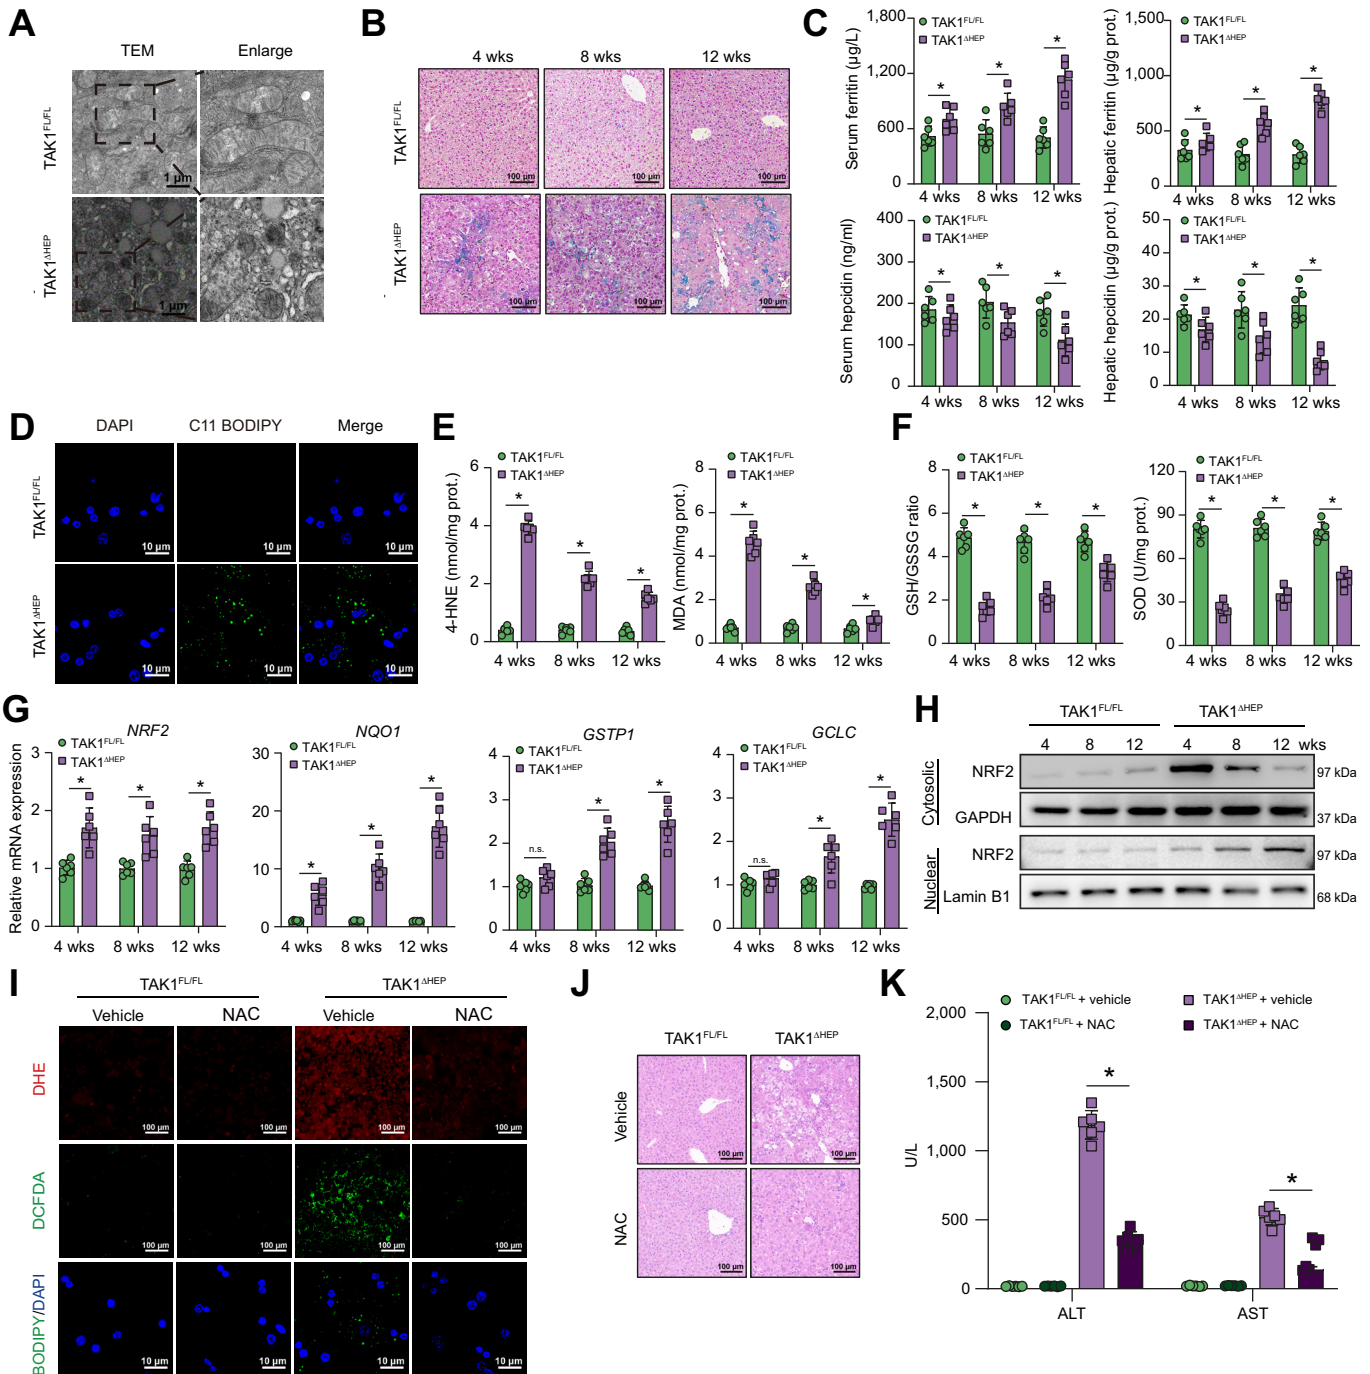 A
TEM Enlarge
TAK1FL/FL
1 µm
TAK1ΔHEP
1 µm
B
4 wks 8 wks 12 wks
TAK1FL/FL
100 µm 100 µm 100 µm
TAK1ΔHEP
100 µm 100 µm 100 µm
C
Serum ferritin (µg/L)
1,800
1,200
600
0
TAK1FL/FL
TAK1ΔHEP
* * *
4 wks 8 wks 12 wks
Hepatic ferritin (µg/g prot.)
1,500
1,000
500
0
TAK1FL/FL
TAK1ΔHEP
* * *
4 wks 8 wks 12 wks
Serum hepcidin (ng/ml)
400
300
200
100
0
TAK1FL/FL
TAK1ΔHEP
* * *
4 wks 8 wks 12 wks
Hepatic hepcidin (µg/g prot.)
50
40
30
20
10
0
TAK1FL/FL
TAK1ΔHEP
* * *
4 wks 8 wks 12 wks
D
DAPI C11 BODIPY Merge
TAK1FL/FL
10 µm 10 µm 10 µm
TAK1ΔHEP
10 µm 10 µm 10 µm
E
TAK1FL/FL
TAK1ΔHEP
4-HNE (nmol/mg prot.)
6
4
2
0
* * *
4 wks 8 wks 12 wks
TAK1FL/FL
TAK1ΔHEP
MDA (nmol/mg prot.)
8
6
4
2
0
* * *
4 wks 8 wks 12 wks
F
TAK1FL/FL
TAK1ΔHEP
GSH/GSSG ratio
8
6
4
2
0
* * *
4 wks 8 wks 12 wks
TAK1FL/FL
TAK1ΔHEP
SOD (U/mg prot.)
120
90
60
30
0
* * *
4 wks 8 wks 12 wks
G
Relative mRNA expression
NRF2
TAK1FL/FL
TAK1ΔHEP
3
2
1
0
* * *
4 wks 8 wks 12 wks
NQO1
TAK1FL/FL
TAK1ΔHEP
30
20
10
0
* * *
4 wks 8 wks 12 wks
GSTP1
TAK1FL/FL
TAK1ΔHEP
4
3
2
1
0
n.s. * *
4 wks 8 wks 12 wks
GCLC
TAK1FL/FL
TAK1ΔHEP
4
3
2
1
0
n.s. * *
4 wks 8 wks 12 wks
H
TAK1FL/FL TAK1ΔHEP
4 8 12 4 8 12 wks
Cytosolic
NRF2 97 kDa
GAPDH 37 kDa
Nuclear
NRF2 97 kDa
Lamin B1 68 kDa
I
TAK1FL/FL TAK1ΔHEP
Vehicle NAC Vehicle NAC
DHE
100 µm 100 µm 100 µm 100 µm
DCFDA
100 µm 100 µm 100 µm 100 µm
BODIPY/DAPI
10 µm 10 µm 10 µm 10 µm
J
TAK1FL/FL TAK1ΔHEP
Vehicle
100 µm 100 µm
NAC
100 µm 100 µm
K
TAK1FL/FL + vehicle TAK1ΔHEP + vehicle
TAK1FL/FL + NAC TAK1ΔHEP + NAC
U/L
2,000
1,500
1,000
500
0
* *
ALT AST